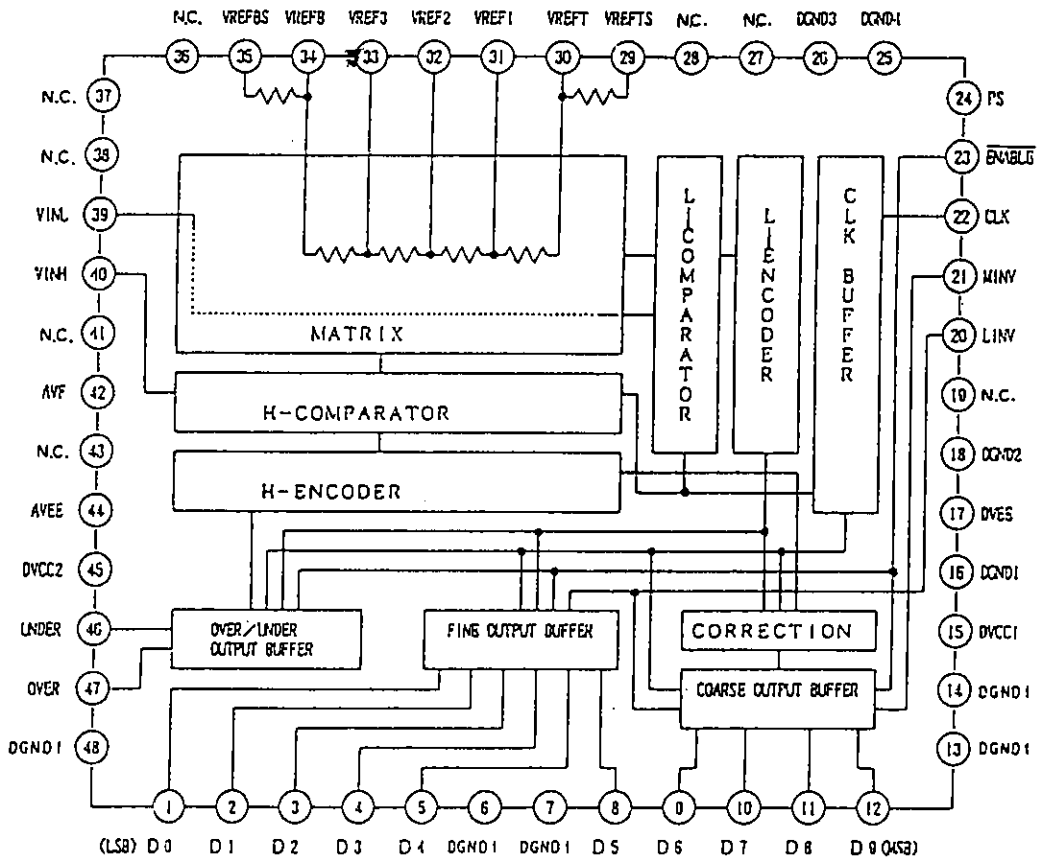 N.C. VREFBS VREFB VREF3 VREF2 VREF1 VREFT VREFTS N.C. N.C. DGND3 DGND1
36 35 34 33 32 31 30 29 28 27 26 25
N.C. 37
24 PS
N.C. 38
23
VINL 39
22 CLK
VINH 40
21 MINV
N.C. 41
20 LINV
42
19 N.C.
N.C. 43
18 DGND2
AVEE 44
17
DVCC2 45
16 DGND1
UNDER 46
15 DVCC1
OVER 47
14 DGND1
DGND1 48
13 DGND1
MATRIX
H-COMPARATOR
H-ENCODER
L-COMPARATOR
L-ENCODER
CLK BUFFER
OVER/UNDER
OUTPUT BUFFER
FINE OUTPUT BUFFER
CORRECTION
COARSE OUTPUT BUFFER
1 2 3 4 5 6 7 8 9 10 11 12
(LSB) D0 D1 D2 D3 D4 DGND1 DGND1 D5 D6 D7 D8 D9 (MSB)